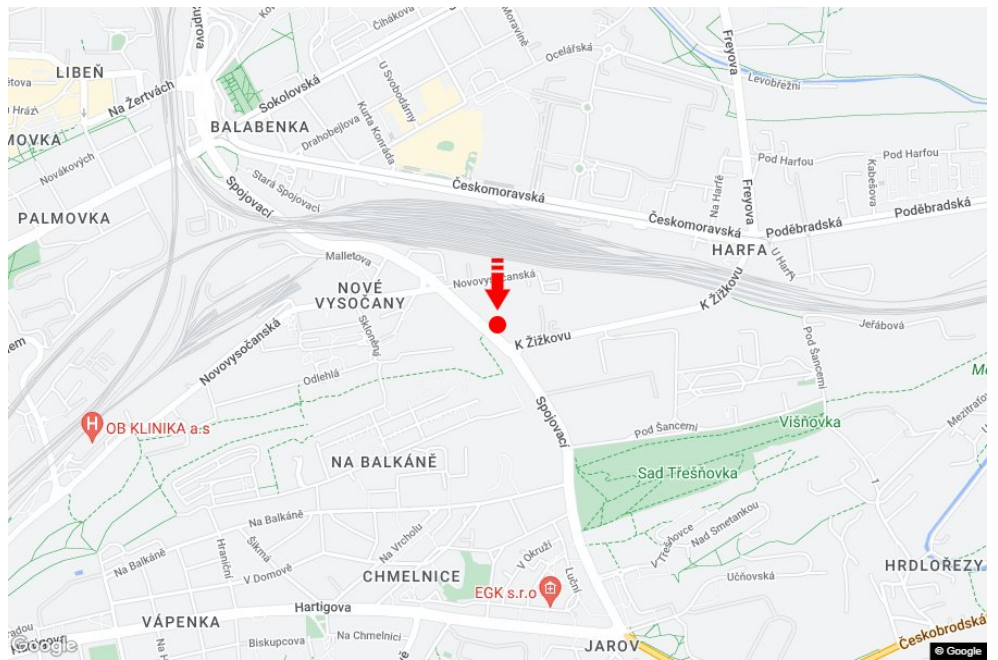 Čihákova
Moravině
Ocelářská
Freyova
Levobřežní
LIBEŇ
Na Žertvách
Sokolovská
U Svobodárny
Kurta Konráda
BALABENKA
Drahobejlova
Novákových
Pod Harfou
Pod Harfou
Kabešova
Na Harfě
Freyova
Stará Spojovací
Spojovací
Českomoravská
Českomoravská
Poděbradská
Poděbradská
PALMOVKA
HARFA
U Harfy
Malletova
Novovysočanská
NOVÉ
VYSOČANY
K Žižkovu
K Žižkovu
Jeřábová
Skloněná
Novovysočanská
Odlehlá
Pod Šancemi
Spojovací
Pod Šancemi
Višňovka
OB KLINIKA a.s
Sad Třešňovka
NA BALKÁNĚ
Na Balkáně
Na Vrcholu
Na Balkáně
Hraniční
Šikmá
V Domově
V Okruží
Luční
V Třešňovce
Nad Smetankou
Učňovská
HRDLOŘEZY
CHMELNICE
EGK s.r.o
Hartigova
VÁPENKA
Biskupcova
Na Chmelnici
JAROV
Českobrodská
Google
© Google